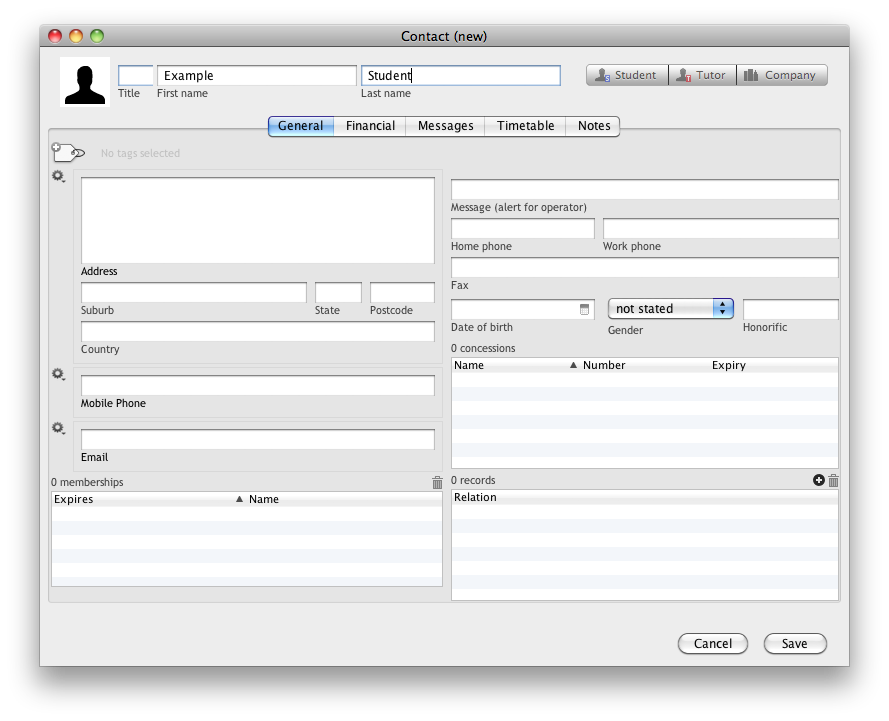 Contact (new)
Example Student
Student Tutor Company
Title First name Last name
General Financial Messages Timetable Notes
No tags selected
Message (alert for operator)
Home phone Work phone
Address
Fax
Suburb State Postcode
not stated
Date of birth Gender Honorific
Country
0 concessions
Name Number Expiry
Mobile Phone
Email
0 memberships
Expires Name
0 records
Relation
Cancel Save